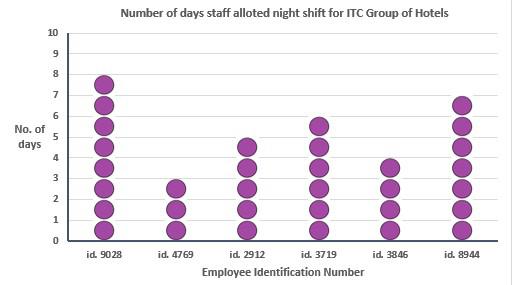 Number of days staff alloted night shift for ITC Group of Hotels
10
9
8
7
6
No. of
days
5
4
3
2
1
0
id. 9028 id. 4769 id. 2912 id. 3719 id. 3846 id. 8944
Employee Identification Number